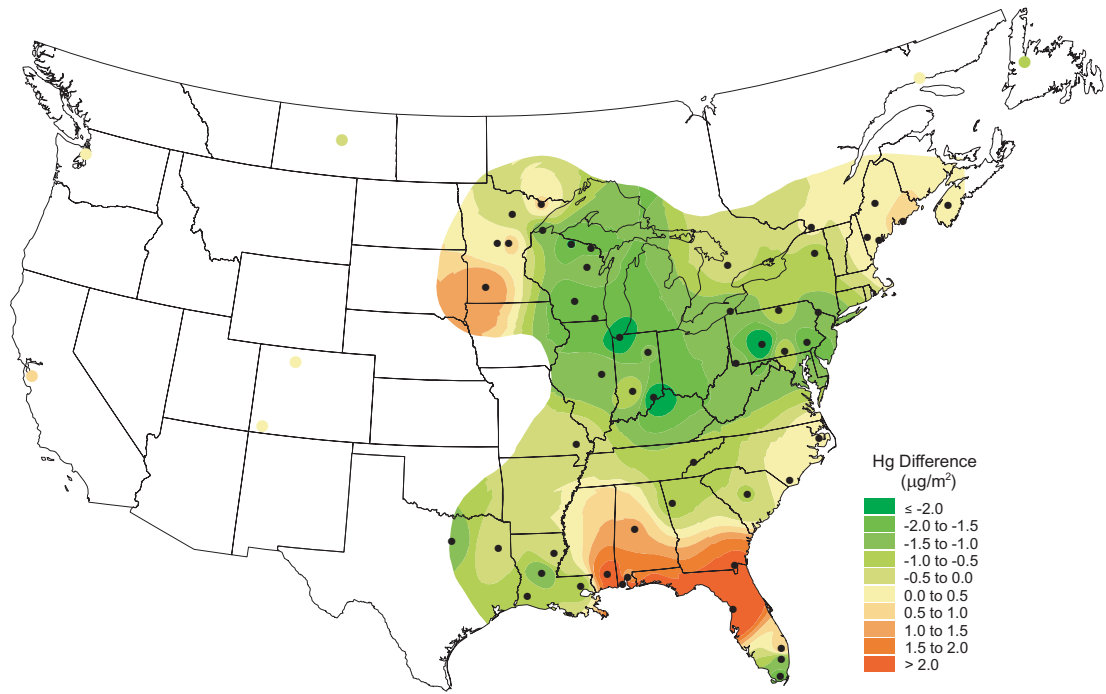 Hg Difference
(µg/m²)
≤ -2.0
-2.0 to -1.5
-1.5 to -1.0
-1.0 to -0.5
-0.5 to 0.0
0.0 to 0.5
0.5 to 1.0
1.0 to 1.5
1.5 to 2.0
> 2.0